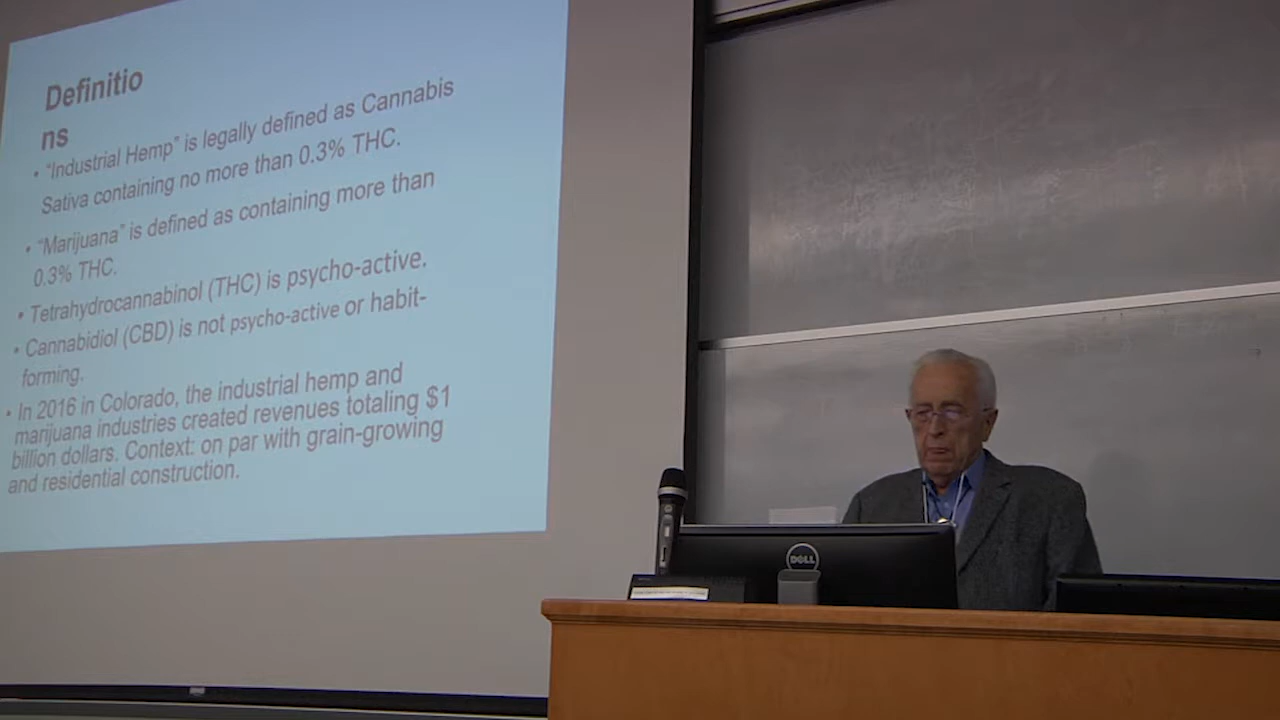 Definitio
ns
• “Industrial Hemp” is legally defined as Cannabis
Sativa containing no more than 0.3% THC.
• “Marijuana” is defined as containing more than
0.3% THC.
• Tetrahydrocannabinol (THC) is psycho-active.
• Cannabidiol (CBD) is not psycho-active or habit-
forming.
• In 2016 in Colorado, the industrial hemp and
marijuana industries created revenues totaling $1
billion dollars. Context: on par with grain-growing
and residential construction.
DELL